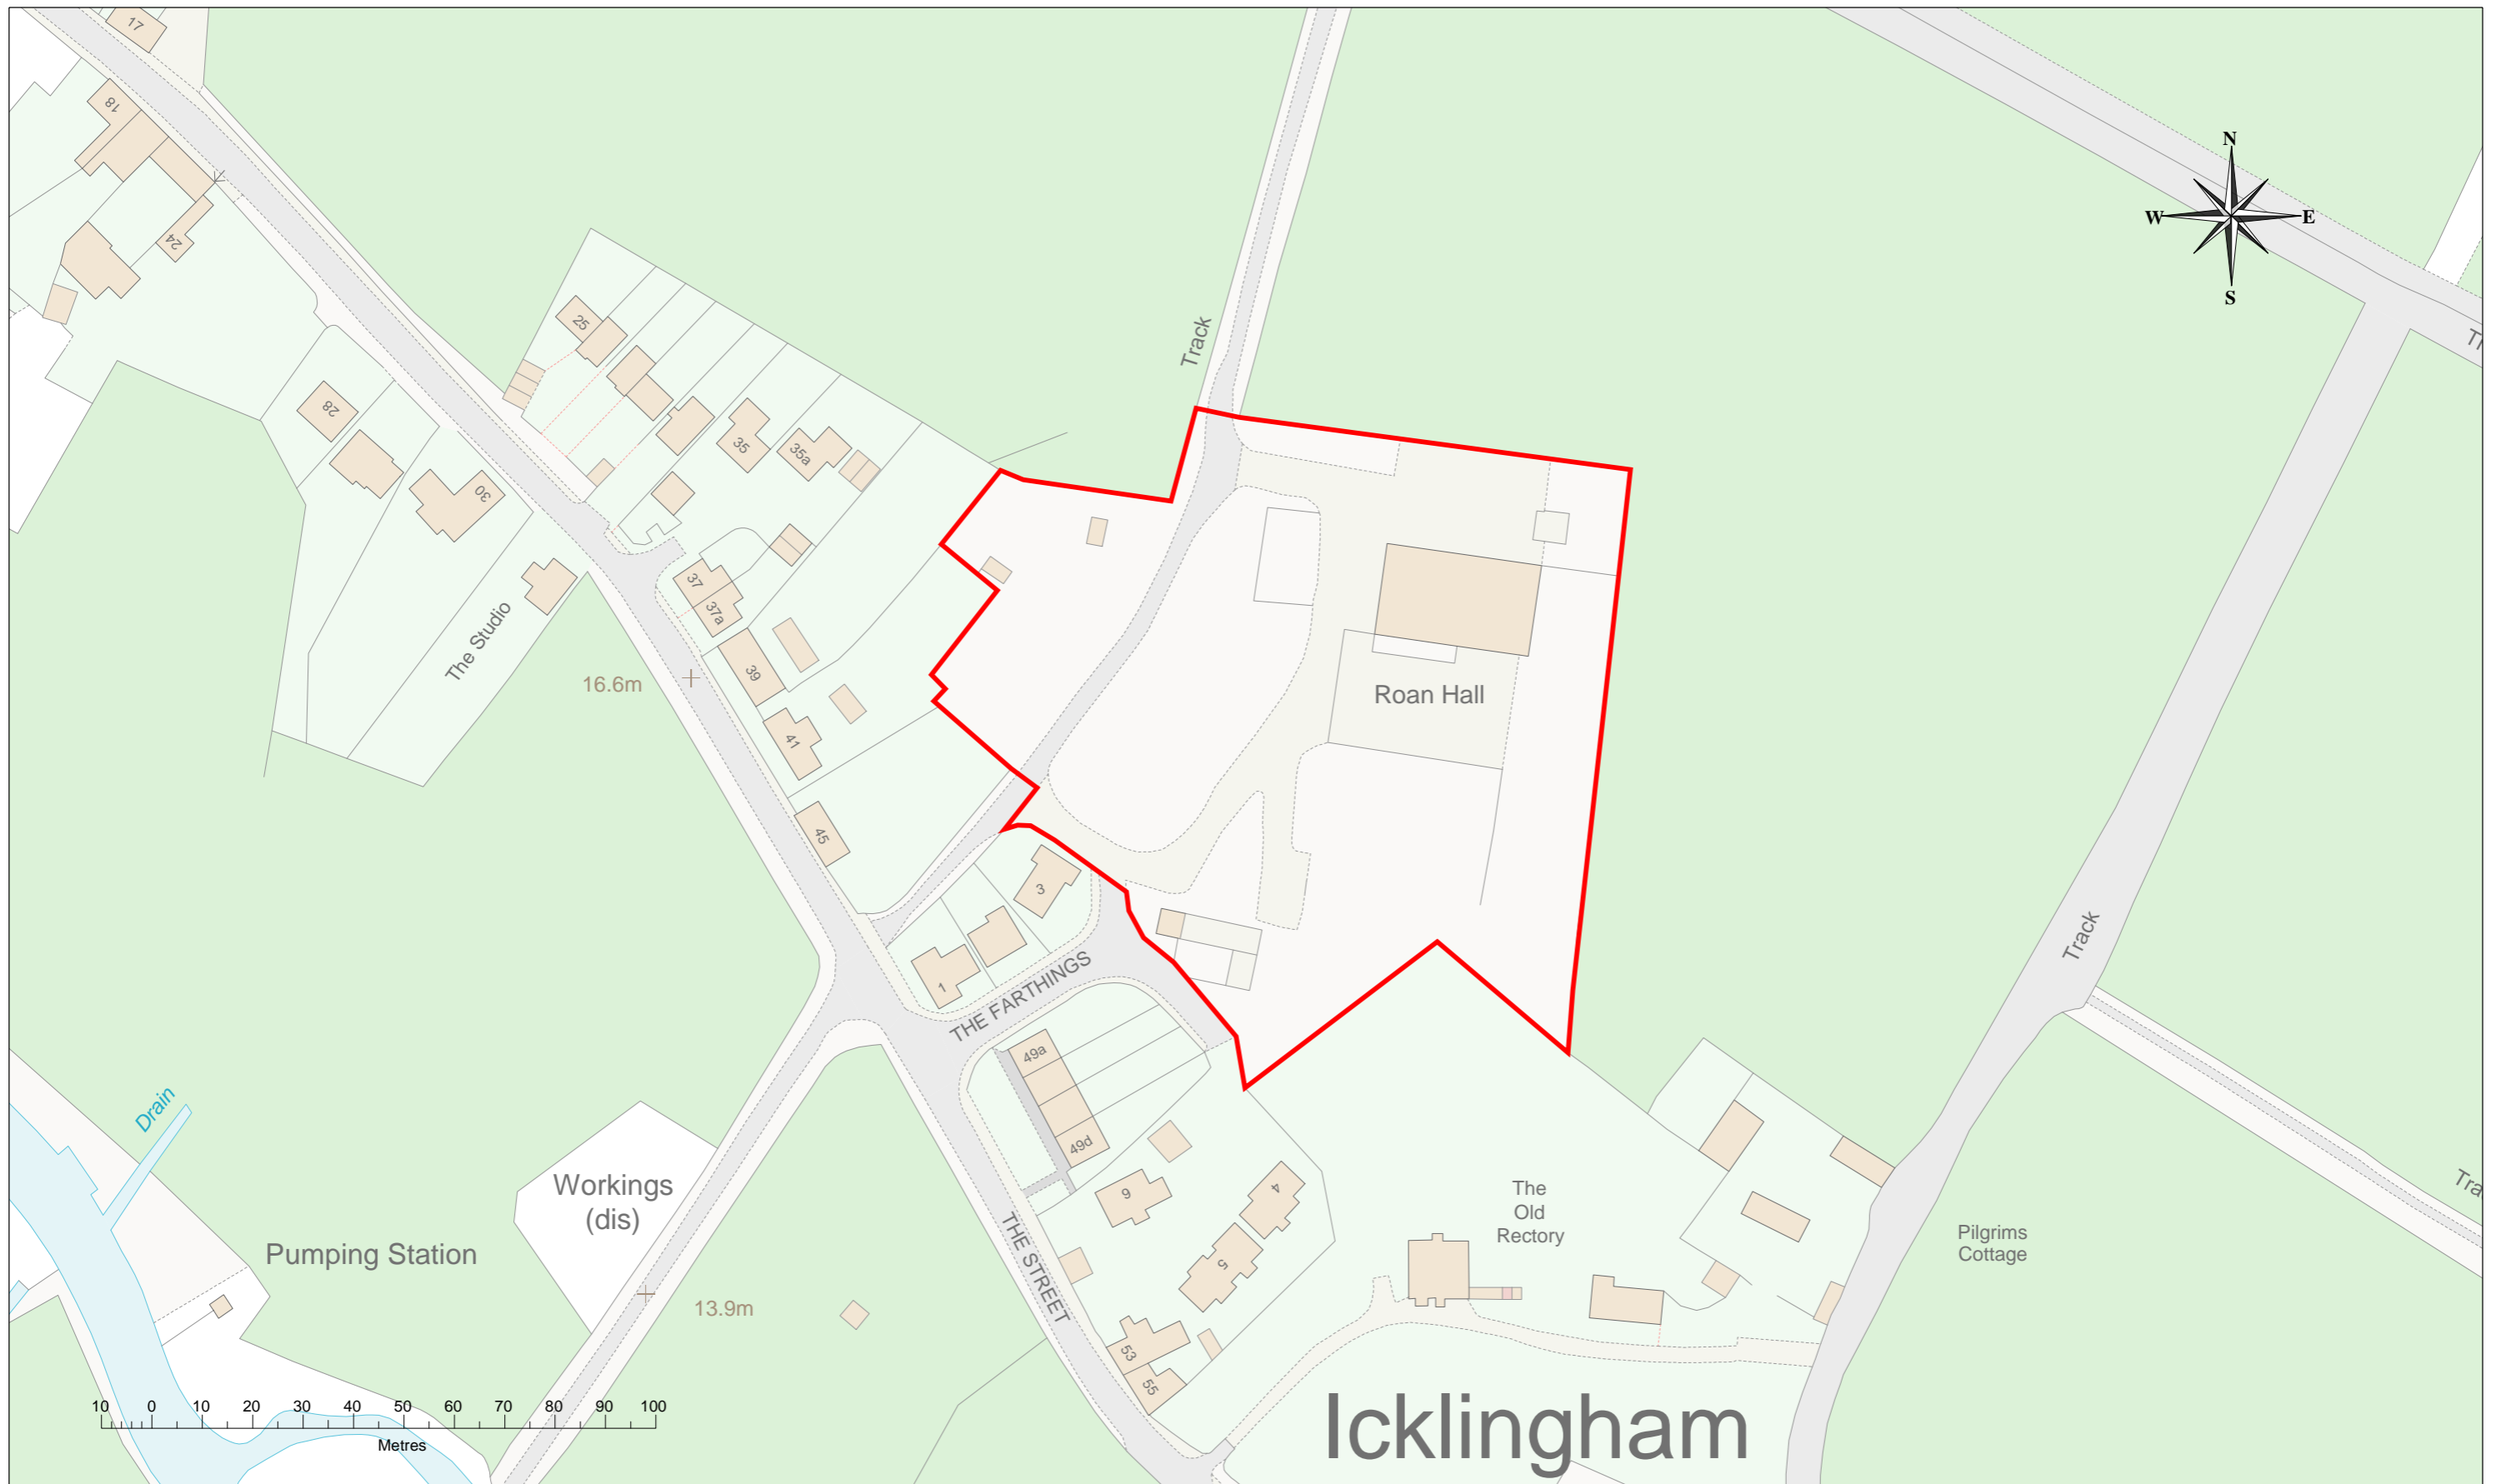 17
18
N
W
E
S
24
Track
25
Tr
28
35
35a
30
37
37a
The Studio
39
16.6m
Roan Hall
41
45
3
Track
1
THE FARTHINGS
49a
Drain
49d
Workings
(dis)
Pumping Station
9
4
5
THE STREET
The
Old
Rectory
Tra
Pilgrims
Cottage
13.9m
53
55
10 0 10 20 30 40 50 60 70 80 90 100
Metres
Icklingham